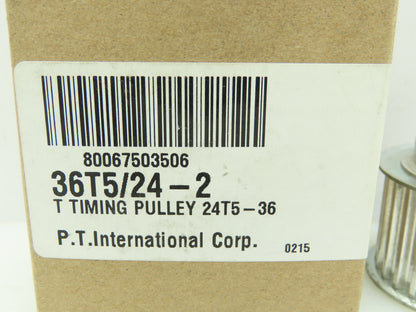 80067503506
36T5/24-2
T TIMING PULLEY 24T5-36
P.T.International Corp. 0215